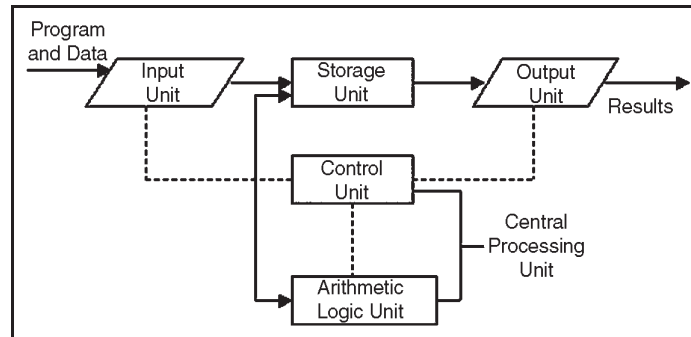 Program
and Data
Input
Unit
Storage
Unit
Output
Unit
Results
Control
Unit
Central
Processing
Unit
Arithmetic
Logic Unit